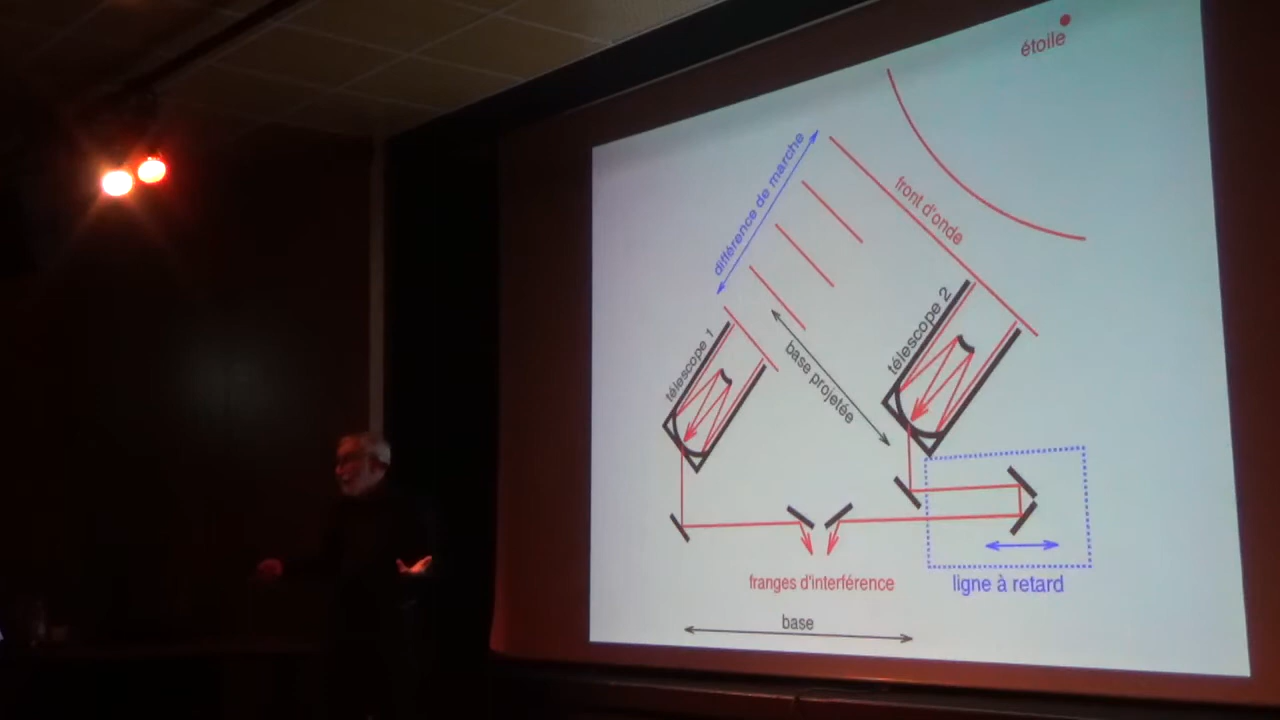 étoile
différence de marche
front d'onde
télescope 1
télescope 2
base projetée
franges d'interférence
ligne à retard
base